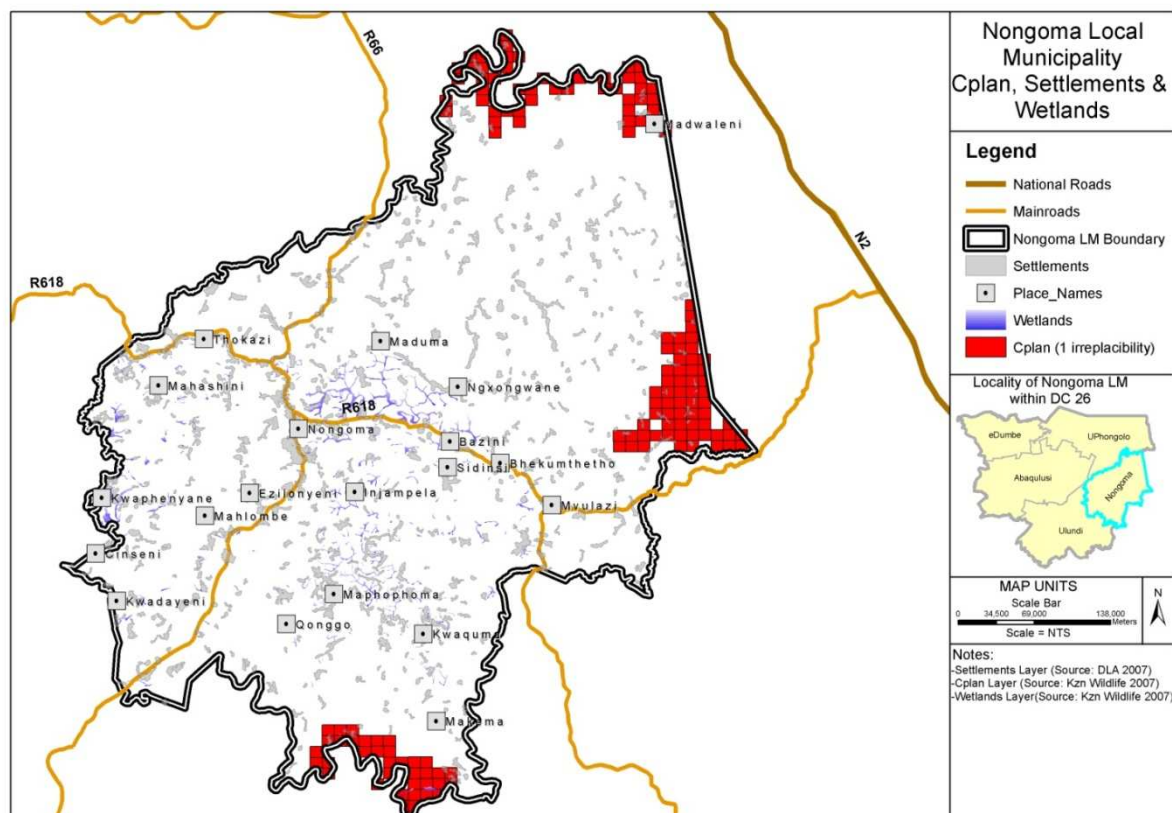 Nongoma Local
Municipality
Cplan, Settlements &
Wetlands
Legend
National Roads
Mainroads
Nongoma LM Boundary
Settlements
Place_Names
Wetlands
Cplan (1 irreplacibility)
Locality of Nongoma LM
within DC 26
eDumbe
UPhongolo
Abaqulusi
Nongoma
Ulundi
MAP UNITS
Scale Bar
0 34,500 69,000 138,000
Meters
Scale = NTS
N
Notes:
-Settlements Layer (Source: DLA 2007)
-Cplan Layer (Source: Kzn Wildlife 2007)
-Wetlands Layer(Source: Kzn Wildlife 2007)
R66
Madwaleni
N2
R618
Thokazi
Maduma
Mahashini
Ngxongwane
R618
Nongoma
Bazini
Bhekumthetho
Sidinsi
Kwaphenyane
Ezilonyeni
Injampela
Mvulazi
Mahlombe
Cinseni
Kwadayeni
Maphophoma
Qonggo
Kwaquma